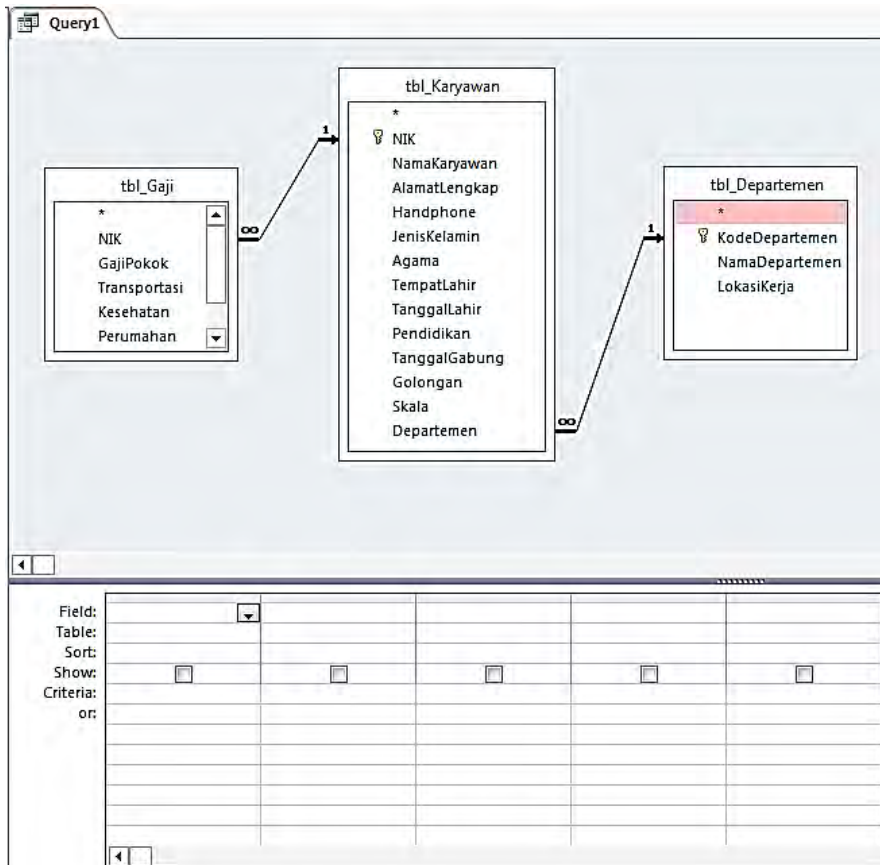 Query1
tbl_Gaji
*
NIK
GajiPokok
Transportasi
Kesehatan
Perumahan
∞
1
tbl_Karyawan
*
NIK
NamaKaryawan
AlamatLengkap
Handphone
JenisKelamin
Agama
TempatLahir
TanggalLahir
Pendidikan
TanggalGabung
Golongan
Skala
Departemen
∞
1
tbl_Departemen
*
KodeDepartemen
NamaDepartemen
LokasiKerja
Field:
Table:
Sort:
Show:
Criteria:
or: